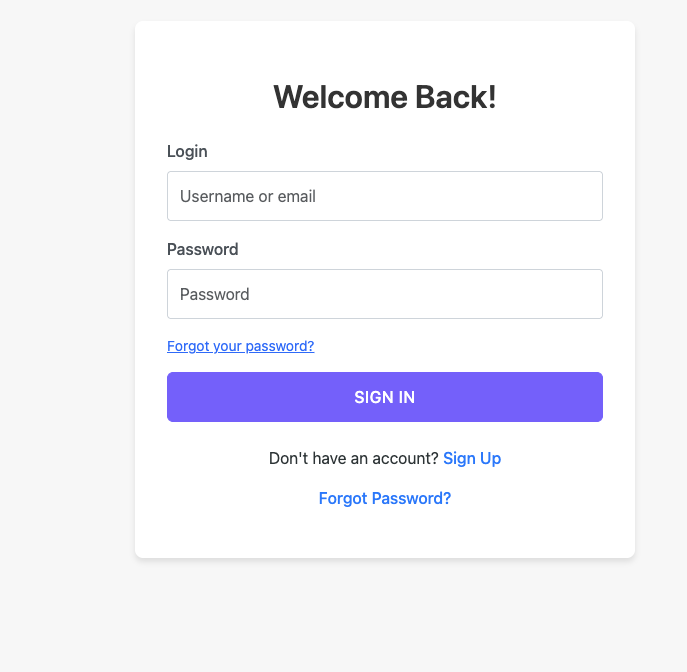 Welcome Back!
Login
Username or email
Password
Password
Forgot your password?
SIGN IN
Don't have an account? Sign Up
Forgot Password?